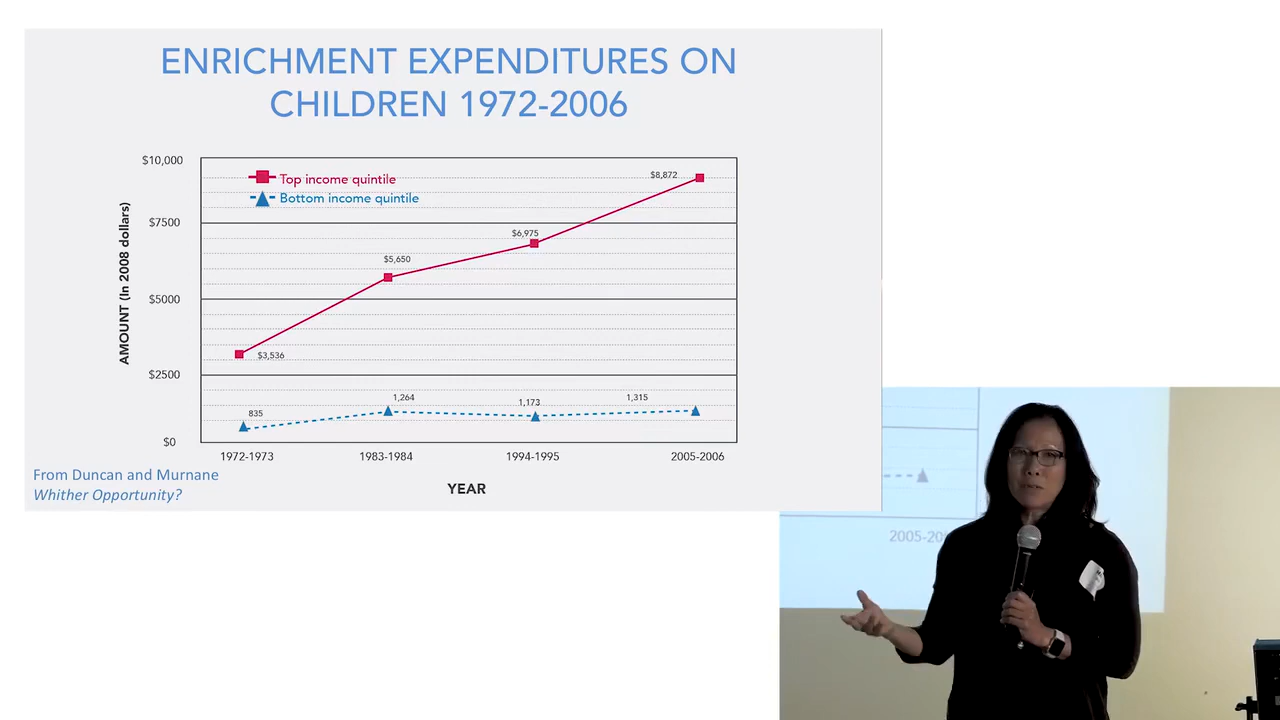 ENRICHMENT EXPENDITURES ON
CHILDREN 1972-2006
$10,000
$7500
$5000
$2500
$0
AMOUNT (In 2008 dollars)
Top income quintile
Bottom income quintile
$3,536
$5,650
$6,975
$8,872
835
1,264
1,173
1,315
1972-1973
1983-1984
1994-1995
2005-2006
YEAR
From Duncan and Murnane
Whither Opportunity?
2005-20